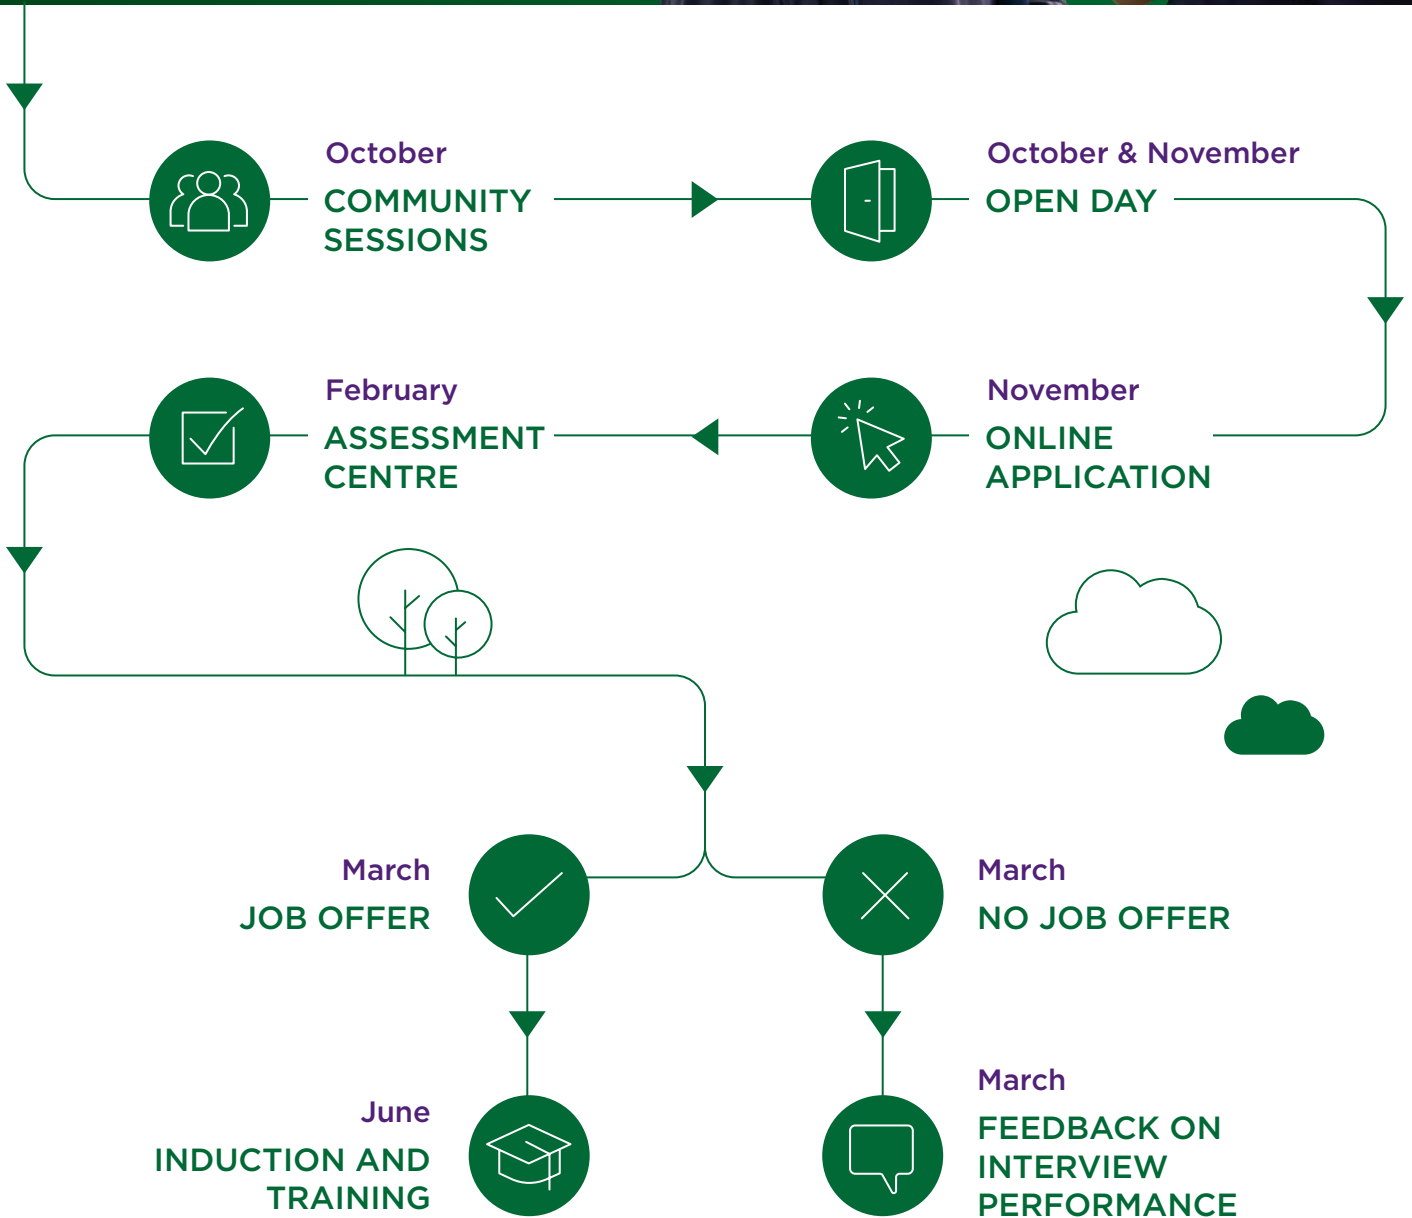 October
COMMUNITY
SESSIONS
October & November
OPEN DAY
November
ONLINE
APPLICATION
February
ASSESSMENT
CENTRE
March
JOB OFFER
March
NO JOB OFFER
June
INDUCTION AND
TRAINING
March
FEEDBACK ON
INTERVIEW
PERFORMANCE